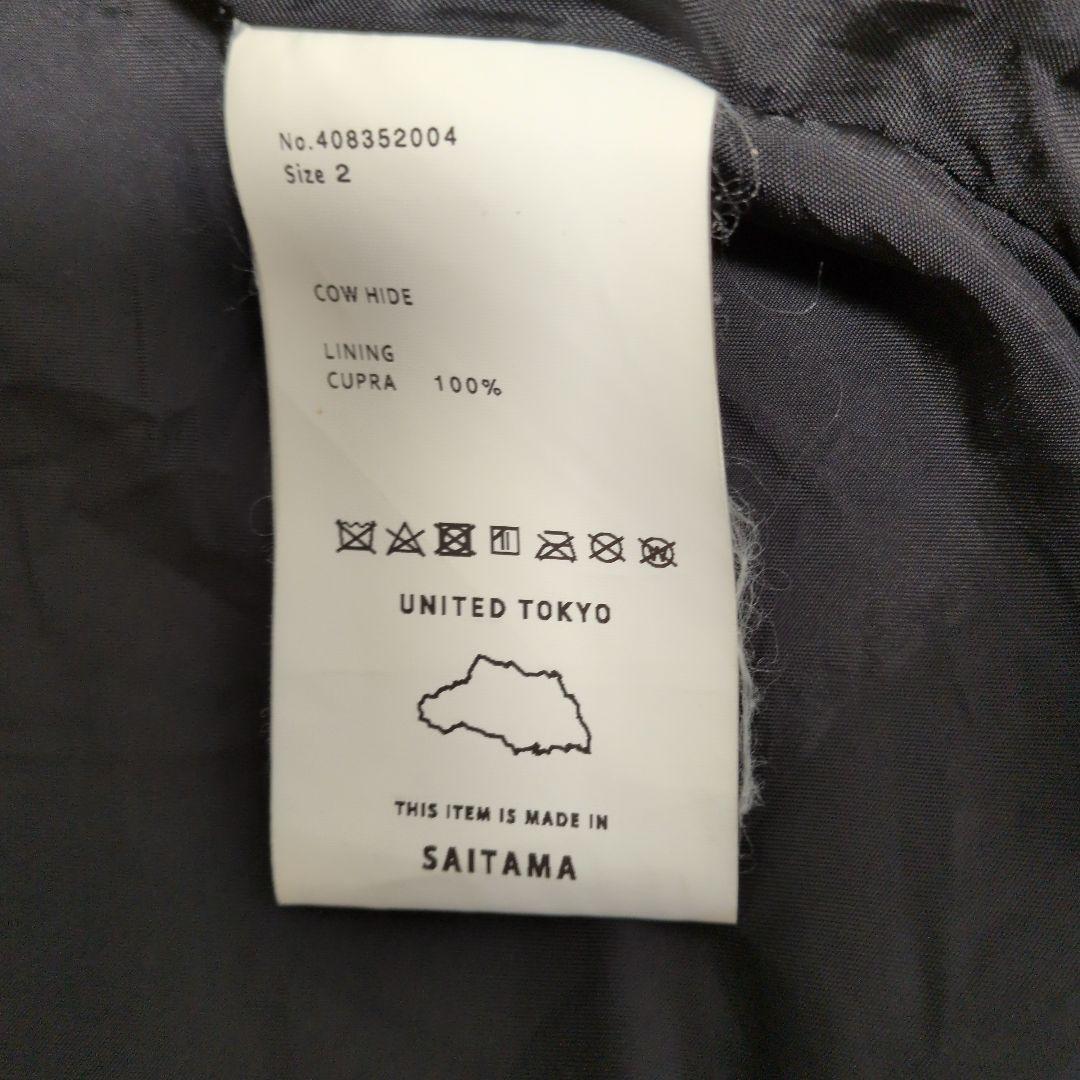 No.408352004
Size 2
COW HIDE
LINING
CUPRA 100%
UNITED TOKYO
THIS ITEM IS MADE IN
SAITAMA